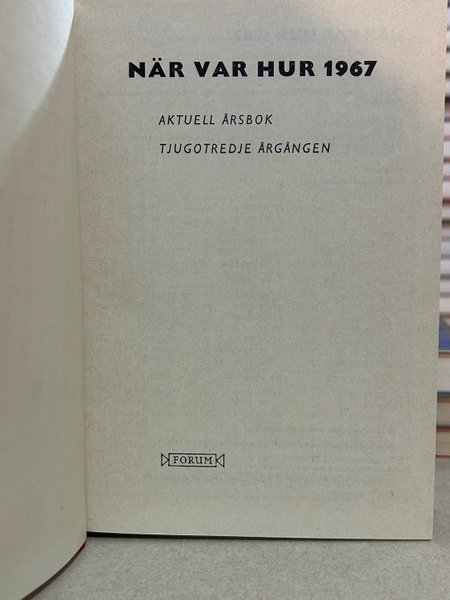 NÄR VAR HUR 1967
AKTUELL ÅRSBOK
TJUGOTREDJE ÅRGÅNGEN
FORUM